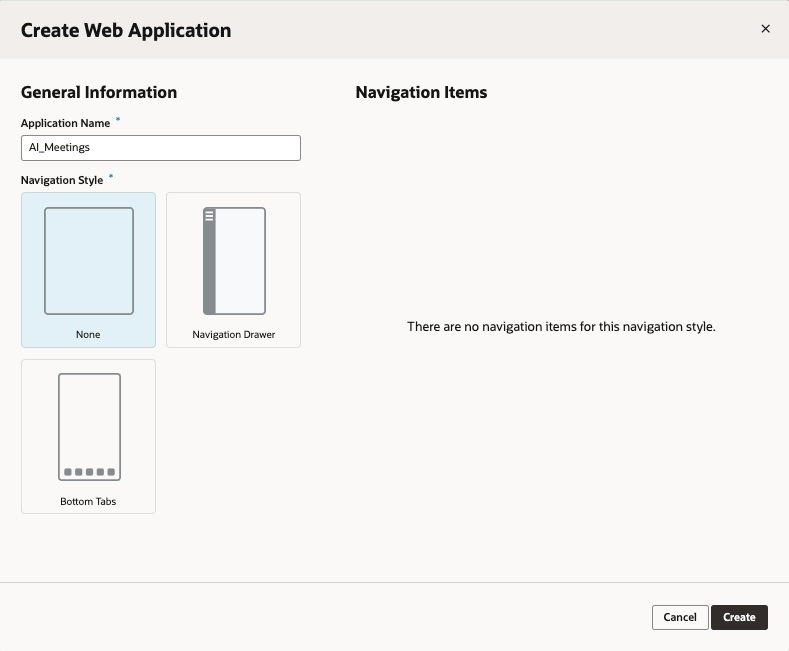 Create Web Application
×
General Information
Application Name *
AI_Meetings
Navigation Style *
None
Navigation Drawer
Bottom Tabs
Navigation Items
There are no navigation items for this navigation style.
Cancel
Create